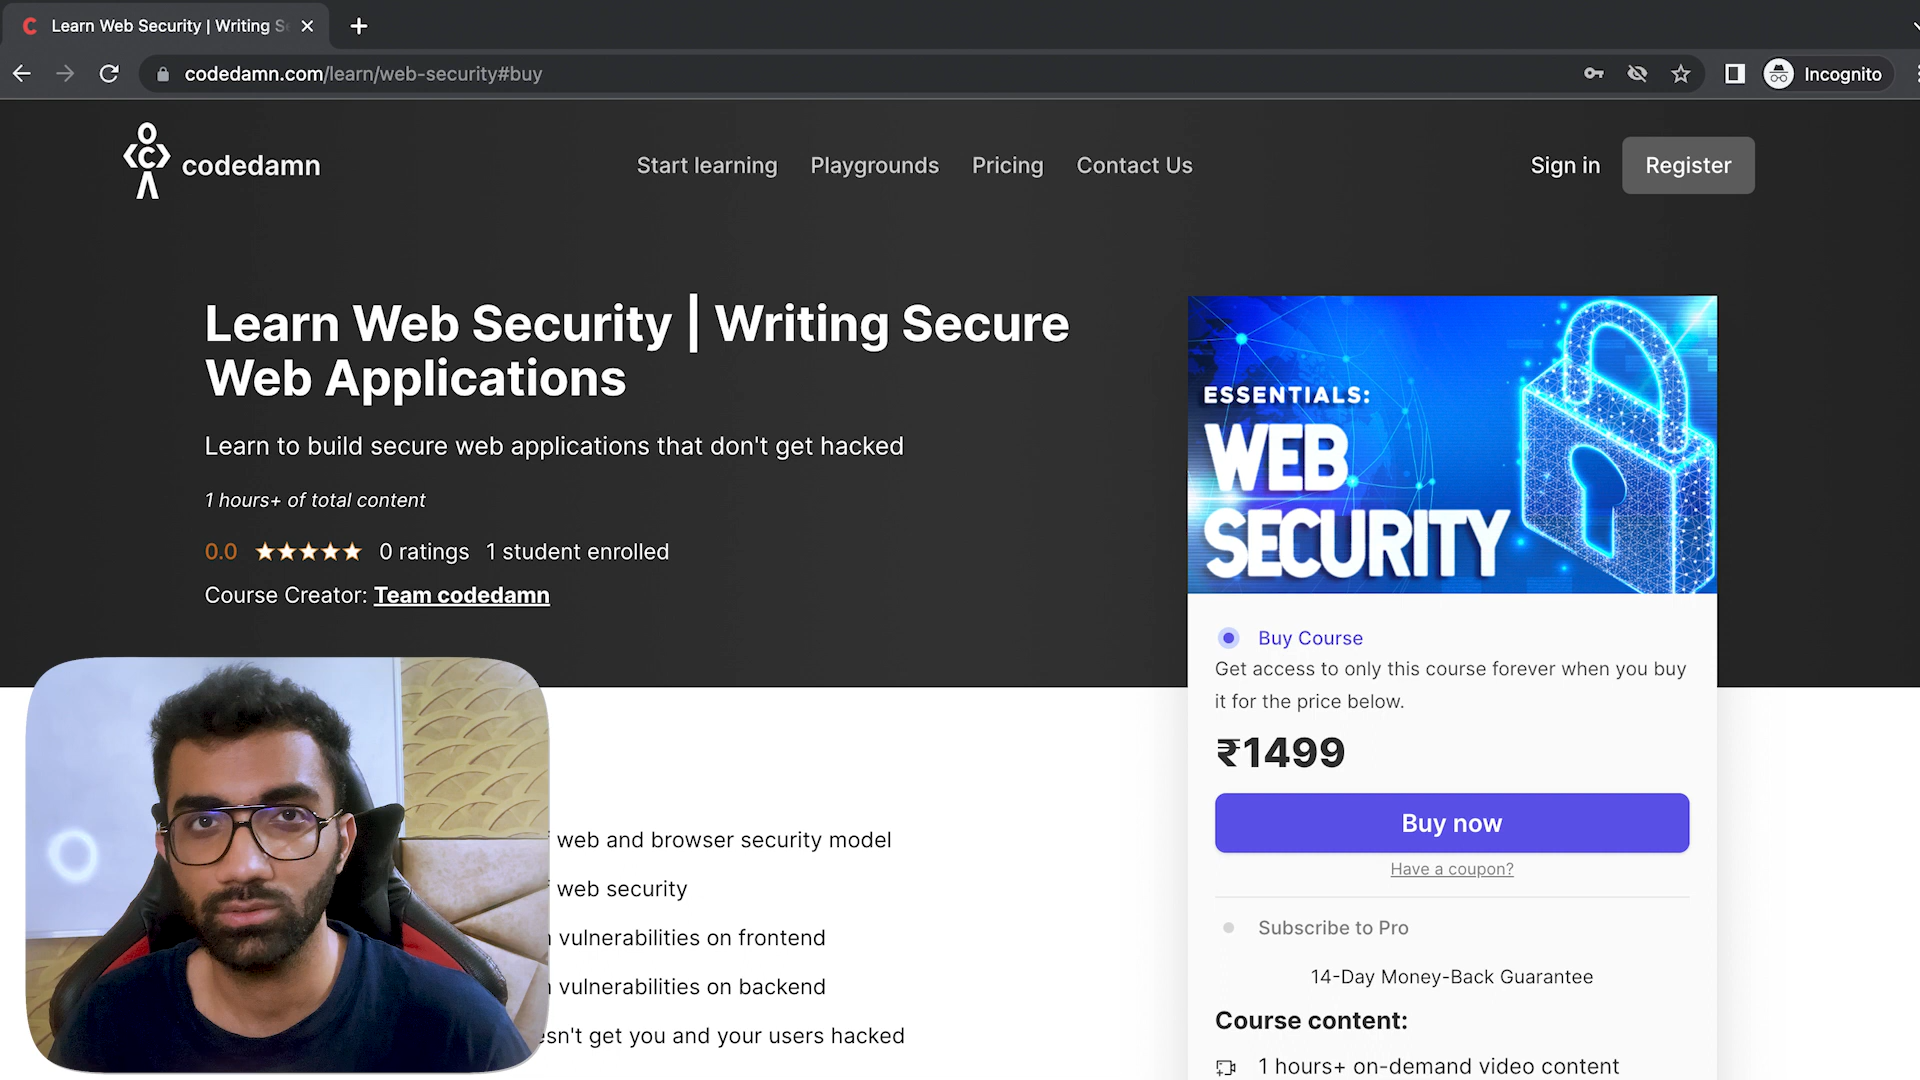 Learn Web Security | Writing Se
codedamn.com/learn/web-security#buy
Incognito
codedamn
Start learning
Playgrounds
Pricing
Contact Us
Sign in
Register
Learn Web Security | Writing Secure
Web Applications
Learn to build secure web applications that don't get hacked
1 hours+ of total content
0.0 ★★★★★ 0 ratings 1 student enrolled
Course Creator: Team codedamn
web and browser security model
web security
vulnerabilities on frontend
vulnerabilities on backend
esn't get you and your users hacked
ESSENTIALS:
WEB
SECURITY
Buy Course
Get access to only this course forever when you buy
it for the price below.
₹1499
Buy now
Have a coupon?
Subscribe to Pro
14-Day Money-Back Guarantee
Course content:
1 hours+ on-demand video content